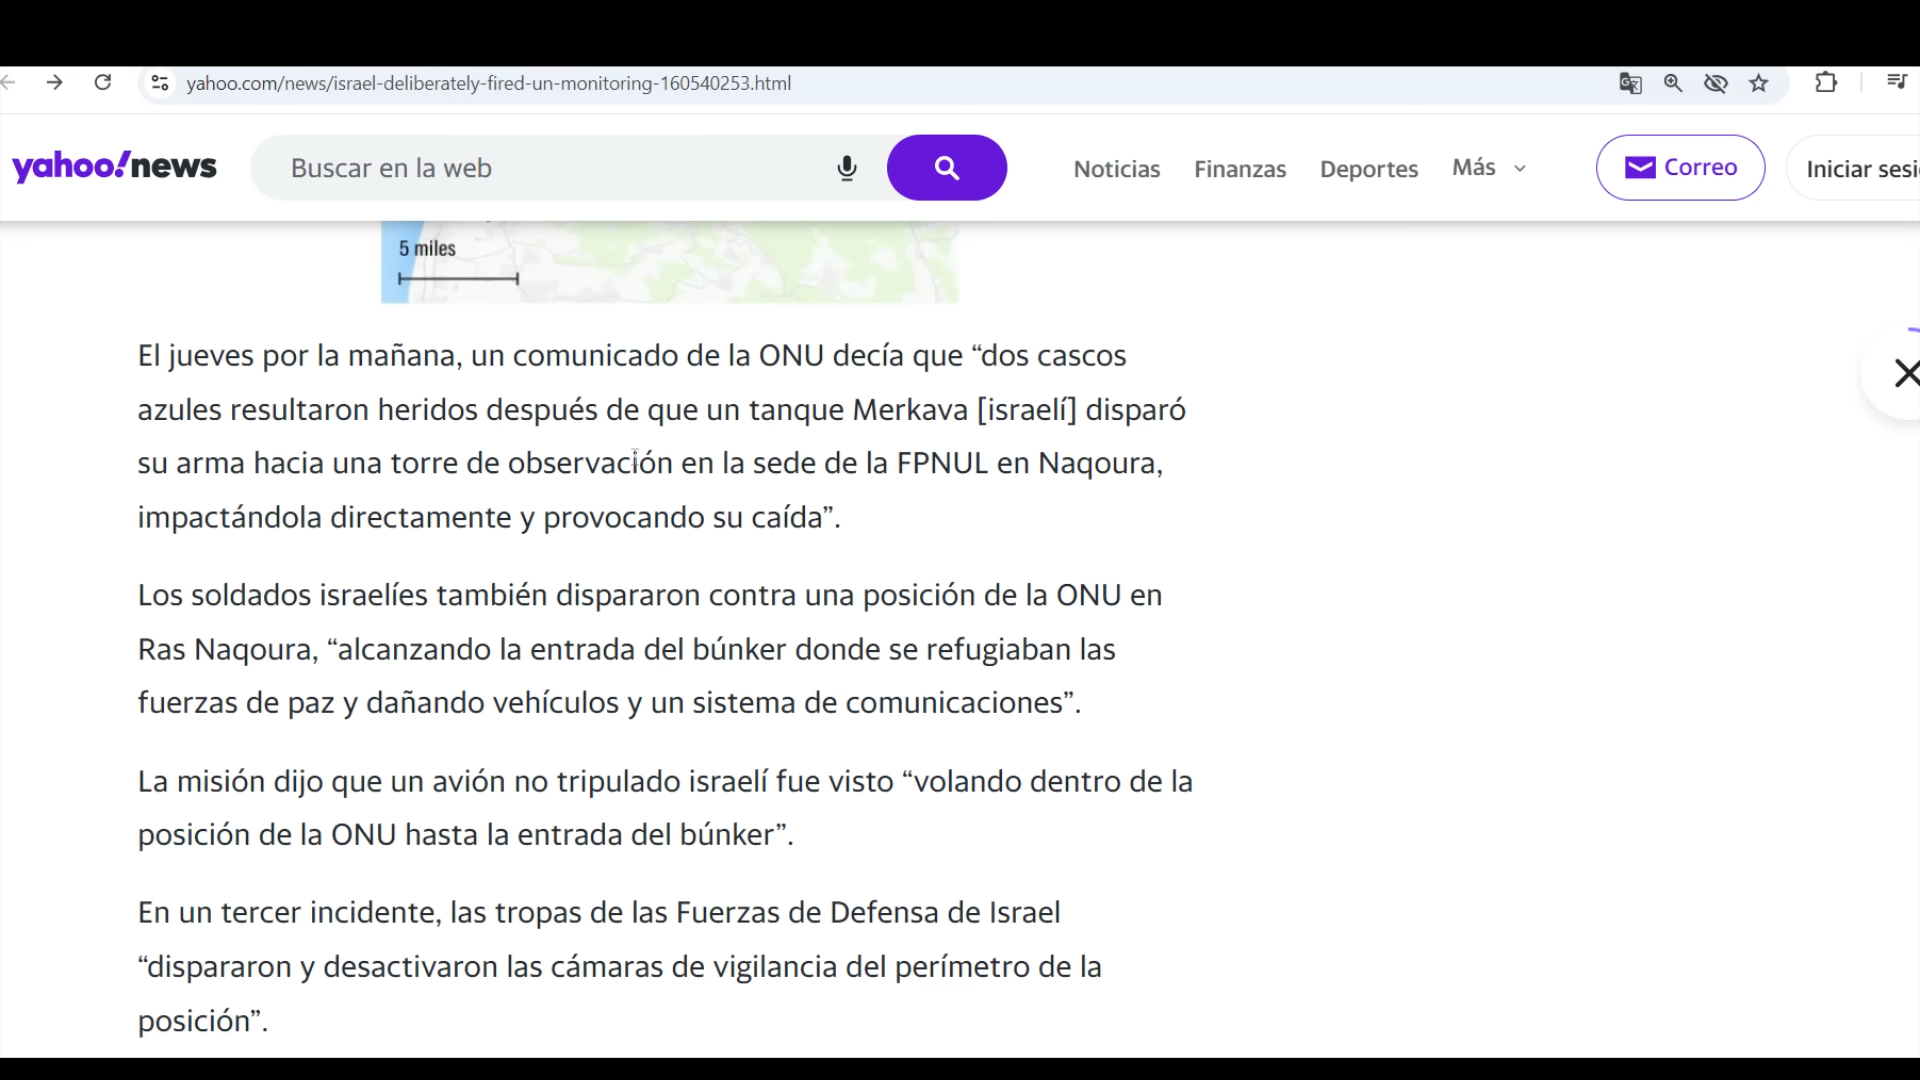 yahoo.com/news/israel-deliberately-fired-un-monitoring-160540253.html
yahoo!news
Buscar en la web
Noticias
Finanzas
Deportes
Más
Correo
Iniciar sesi
5 miles
El jueves por la mañana, un comunicado de la ONU decía que “dos cascos
azules resultaron heridos después de que un tanque Merkava [israelí] disparó
su arma hacia una torre de observación en la sede de la FPNUL en Naqoura,
impactándola directamente y provocando su caída”.
Los soldados israelíes también dispararon contra una posición de la ONU en
Ras Naqoura, “alcanzando la entrada del búnker donde se refugiaban las
fuerzas de paz y dañando vehículos y un sistema de comunicaciones”.
La misión dijo que un avión no tripulado israelí fue visto “volando dentro de la
posición de la ONU hasta la entrada del búnker”.
En un tercer incidente, las tropas de las Fuerzas de Defensa de Israel
“dispararon y desactivaron las cámaras de vigilancia del perímetro de la
posición”.